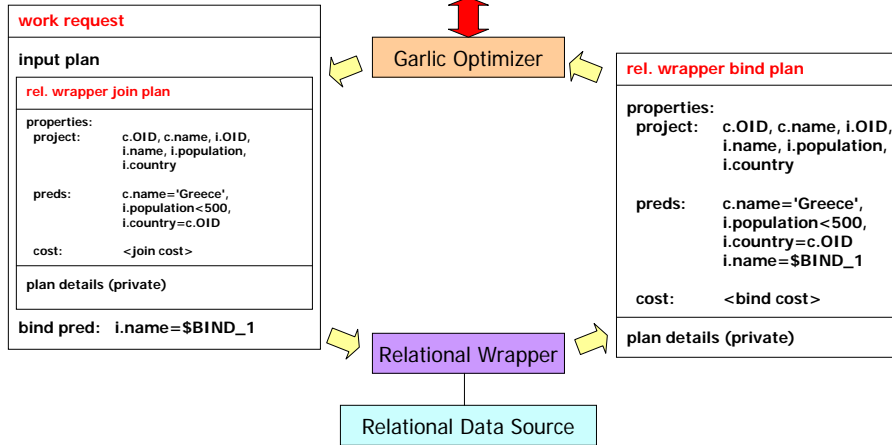 work request
input plan
rel. wrapper join plan
properties:
project: c.OID, c.name, i.OID,
i.name, i.population,
i.country
preds: c.name='Greece',
i.population<500,
i.country=c.OID
cost: <join cost>
plan details (private)
bind pred: i.name=$BIND_1
Garlic Optimizer
Relational Wrapper
Relational Data Source
rel. wrapper bind plan
properties:
project: c.OID, c.name, i.OID,
i.name, i.population,
i.country
preds: c.name='Greece',
i.population<500,
i.country=c.OID
i.name=$BIND_1
cost: <bind cost>
plan details (private)